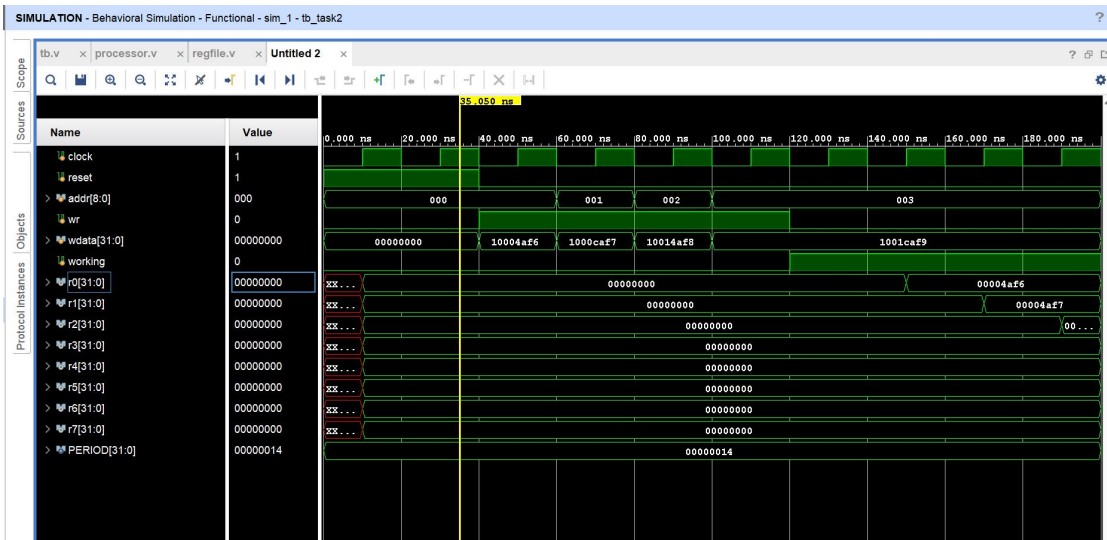 SIMULATION - Behavioral Simulation - Functional - sim_1 - tb_task2 ?
tb.v × processor.v × regfile.v × Untitled 2 × ?
Scope
Sources
Objects
Protocol Instances
35.050 ns
Name Value 0.000 ns 20.000 ns 40.000 ns 60.000 ns 80.000 ns 100.000 ns 120.000 ns 140.000 ns 160.000 ns 180.000 ns
clock 1
reset 1
addr[8:0] 000 000 001 002 003
wr 0
wdata[31:0] 00000000 00000000 10004af6 1000caf7 10014af8 1001caf9
working 0
r0[31:0] 00000000 XX... 00000000 00004af6
r1[31:0] 00000000 XX... 00000000 00004af7
r2[31:0] 00000000 XX... 00000000 00...
r3[31:0] 00000000 XX... 00000000
r4[31:0] 00000000 XX... 00000000
r5[31:0] 00000000 XX... 00000000
r6[31:0] 00000000 XX... 00000000
r7[31:0] 00000000 XX... 00000000
PERIOD[31:0] 00000014 00000014